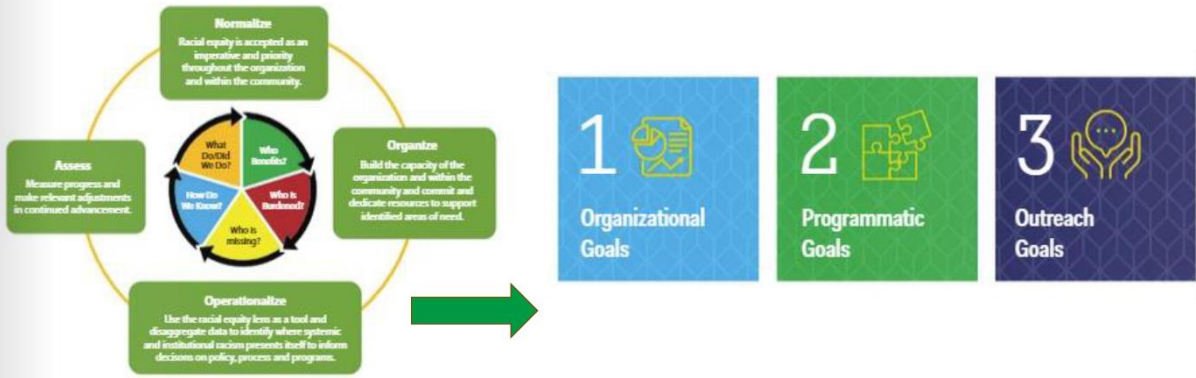 Normalize
Racial equity is accepted as an
imperative and priority
throughout the organization
and within the community.
Organize
Build the capacity of the
organization and within the
community and commit and
dedicate resources to support
identified areas of need.
Operationalize
Use the racial equity lens as a tool and
disaggregate data to identify where systemic
and institutional racism presents itself to inform
decisons on policy, process and programs.
Assess
Measure progress and
make relevant adjustments
in continued advancement.
What
Do/Did
We Do?
Who
Benefits?
Who Is
Burdened?
Who is
missing?
How Do
We Know?
1
Organizational
Goals
2
Programmatic
Goals
3
Outreach
Goals